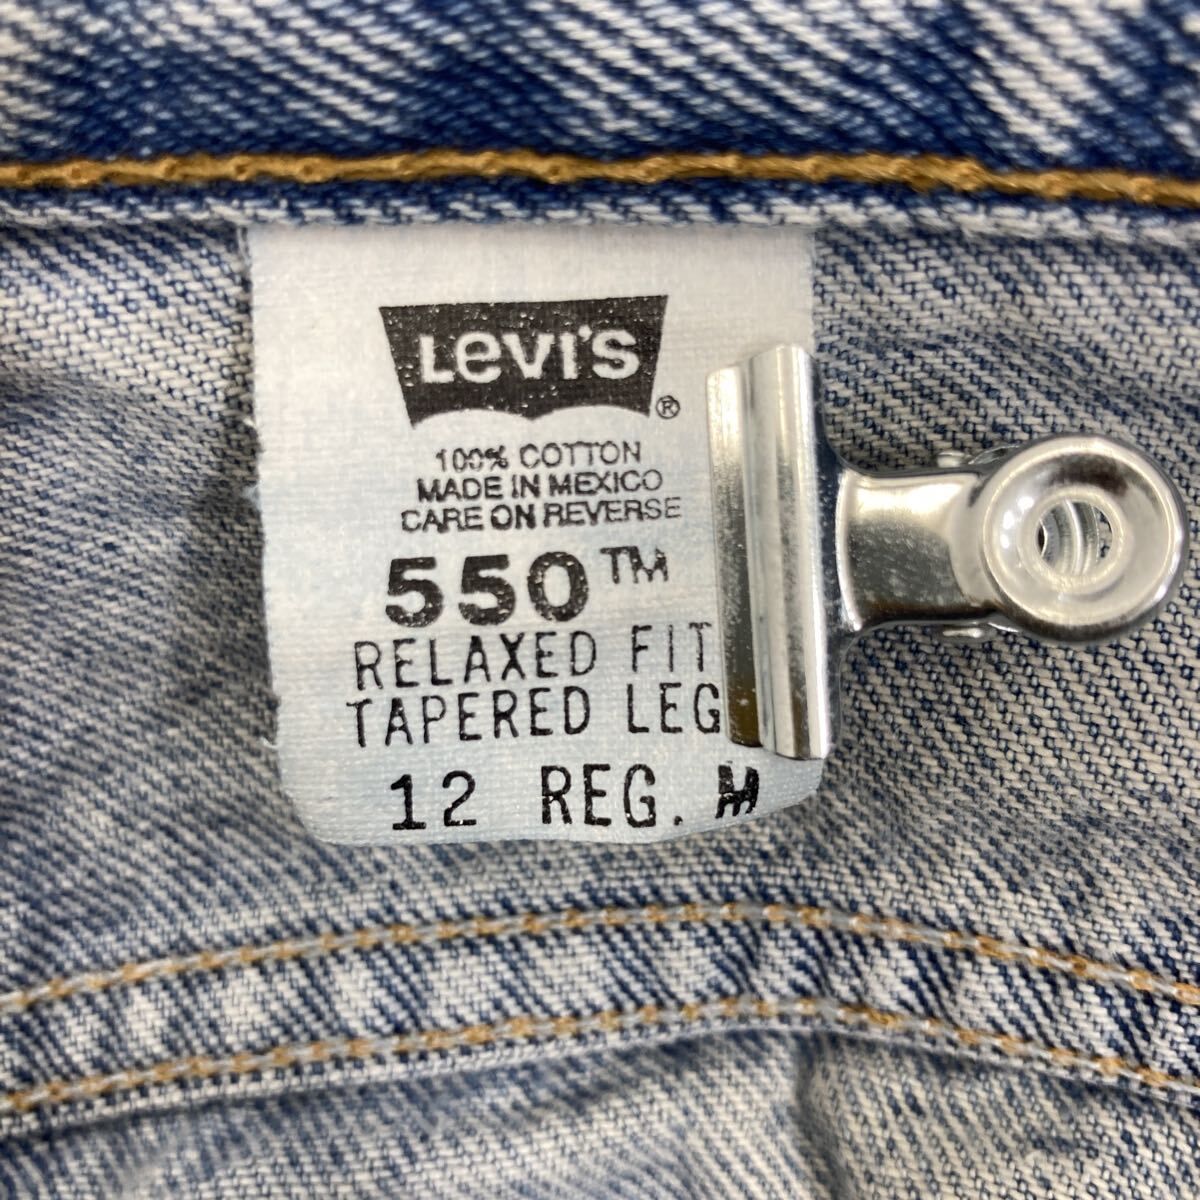 Levi's®
100% COTTON
MADE IN MEXICO
CARE ON REVERSE
550™
RELAXED FIT
TAPERED LEG
12 REG. M